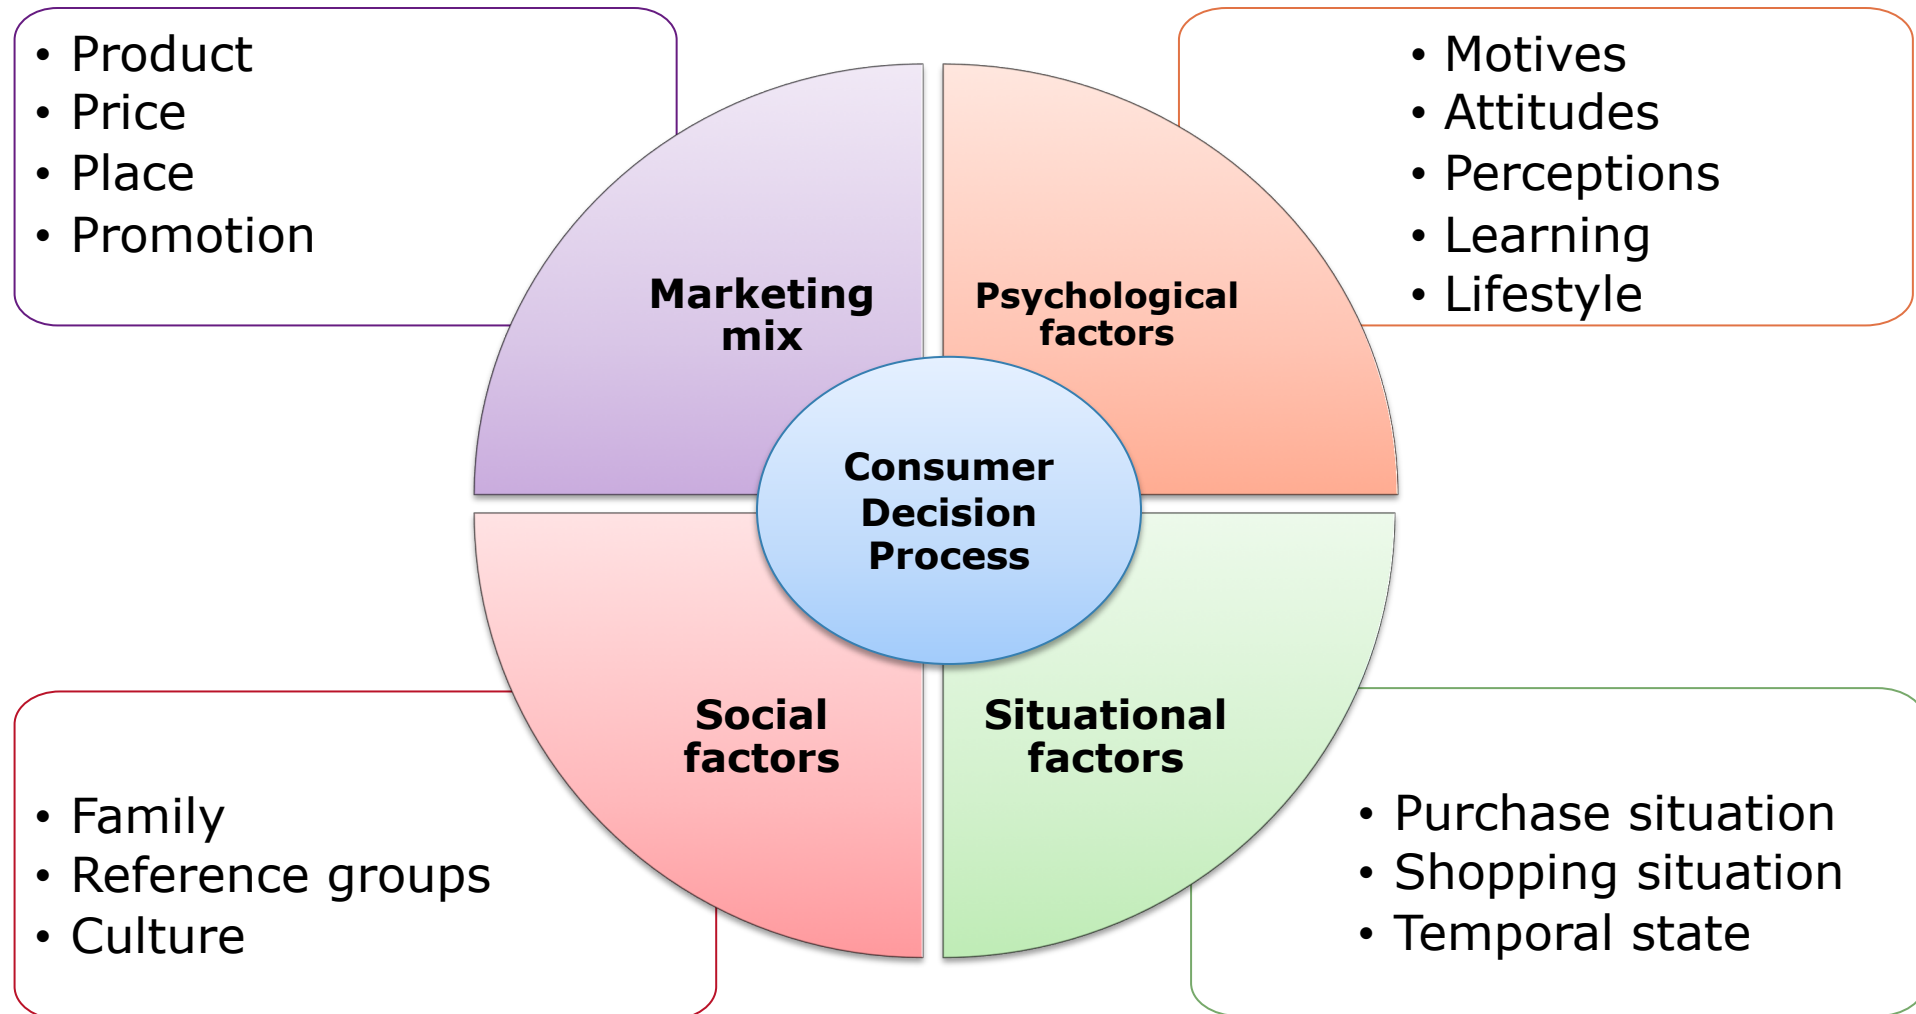 • Product
• Price
• Place
• Promotion
• Motives
• Attitudes
• Perceptions
• Learning
• Lifestyle
Marketing
mix
Psychological
factors
Consumer
Decision
Process
Social
factors
Situational
factors
• Family
• Reference groups
• Culture
• Purchase situation
• Shopping situation
• Temporal state